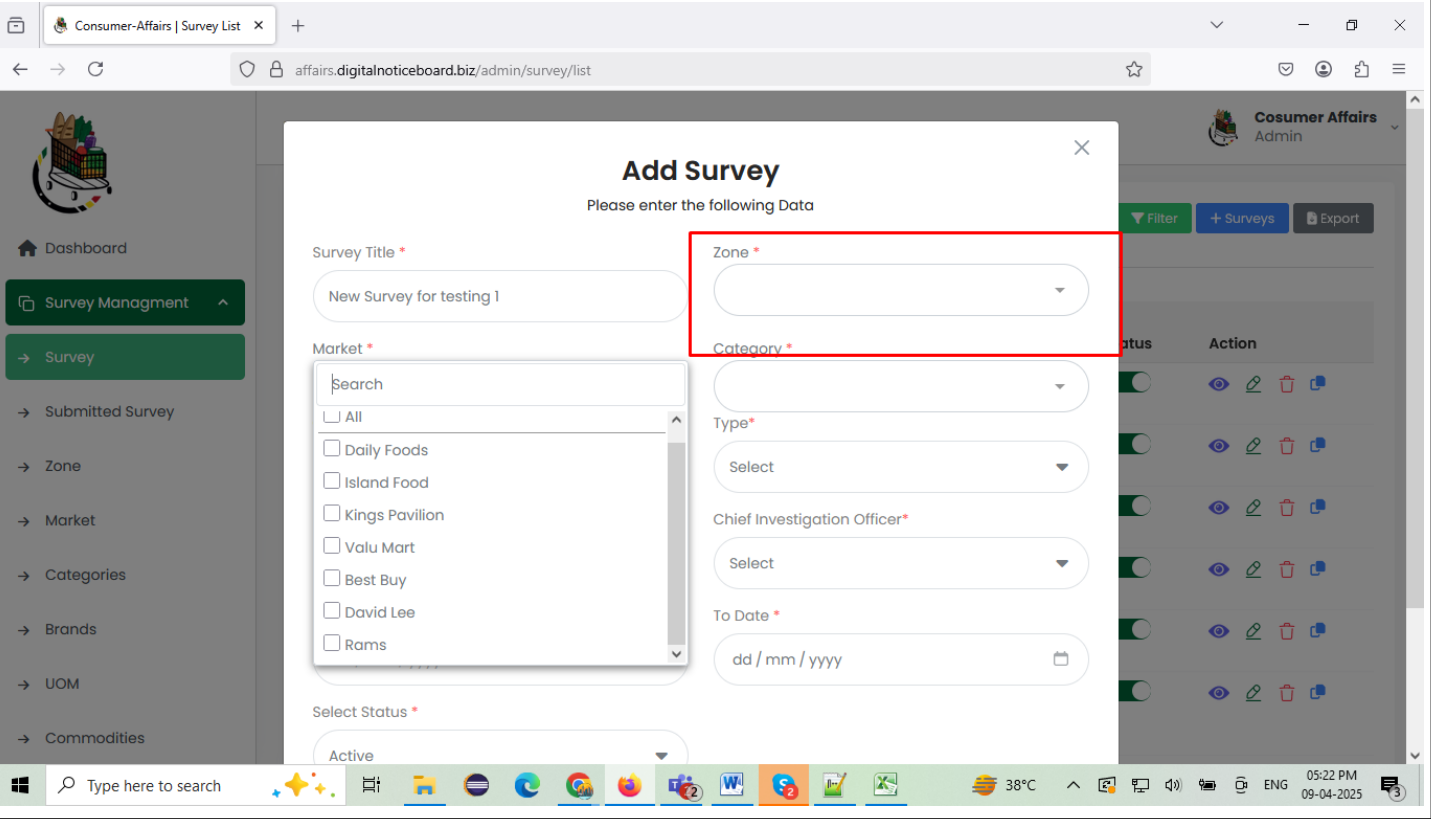 Consumer-Affairs | Survey List
affairs.digitalnoticeboard.biz/admin/survey/list
Cosumer Affairs
Admin
Dashboard
Survey Managment
Survey
Submitted Survey
Zone
Market
Categories
Brands
UOM
Commodities
Filter
+ Surveys
Export
atus
Action
Add Survey
Please enter the following Data
Survey Title *
New Survey for testing 1
Zone *
Market *
Search
All
Daily Foods
Island Food
Kings Pavilion
Valu Mart
Best Buy
David Lee
Rams
Category *
Type*
Select
Chief Investigation Officer*
Select
To Date *
dd / mm / yyyy
Select Status *
Active
Type here to search
2
2
38°C
ENG
05:22 PM
09-04-2025
3